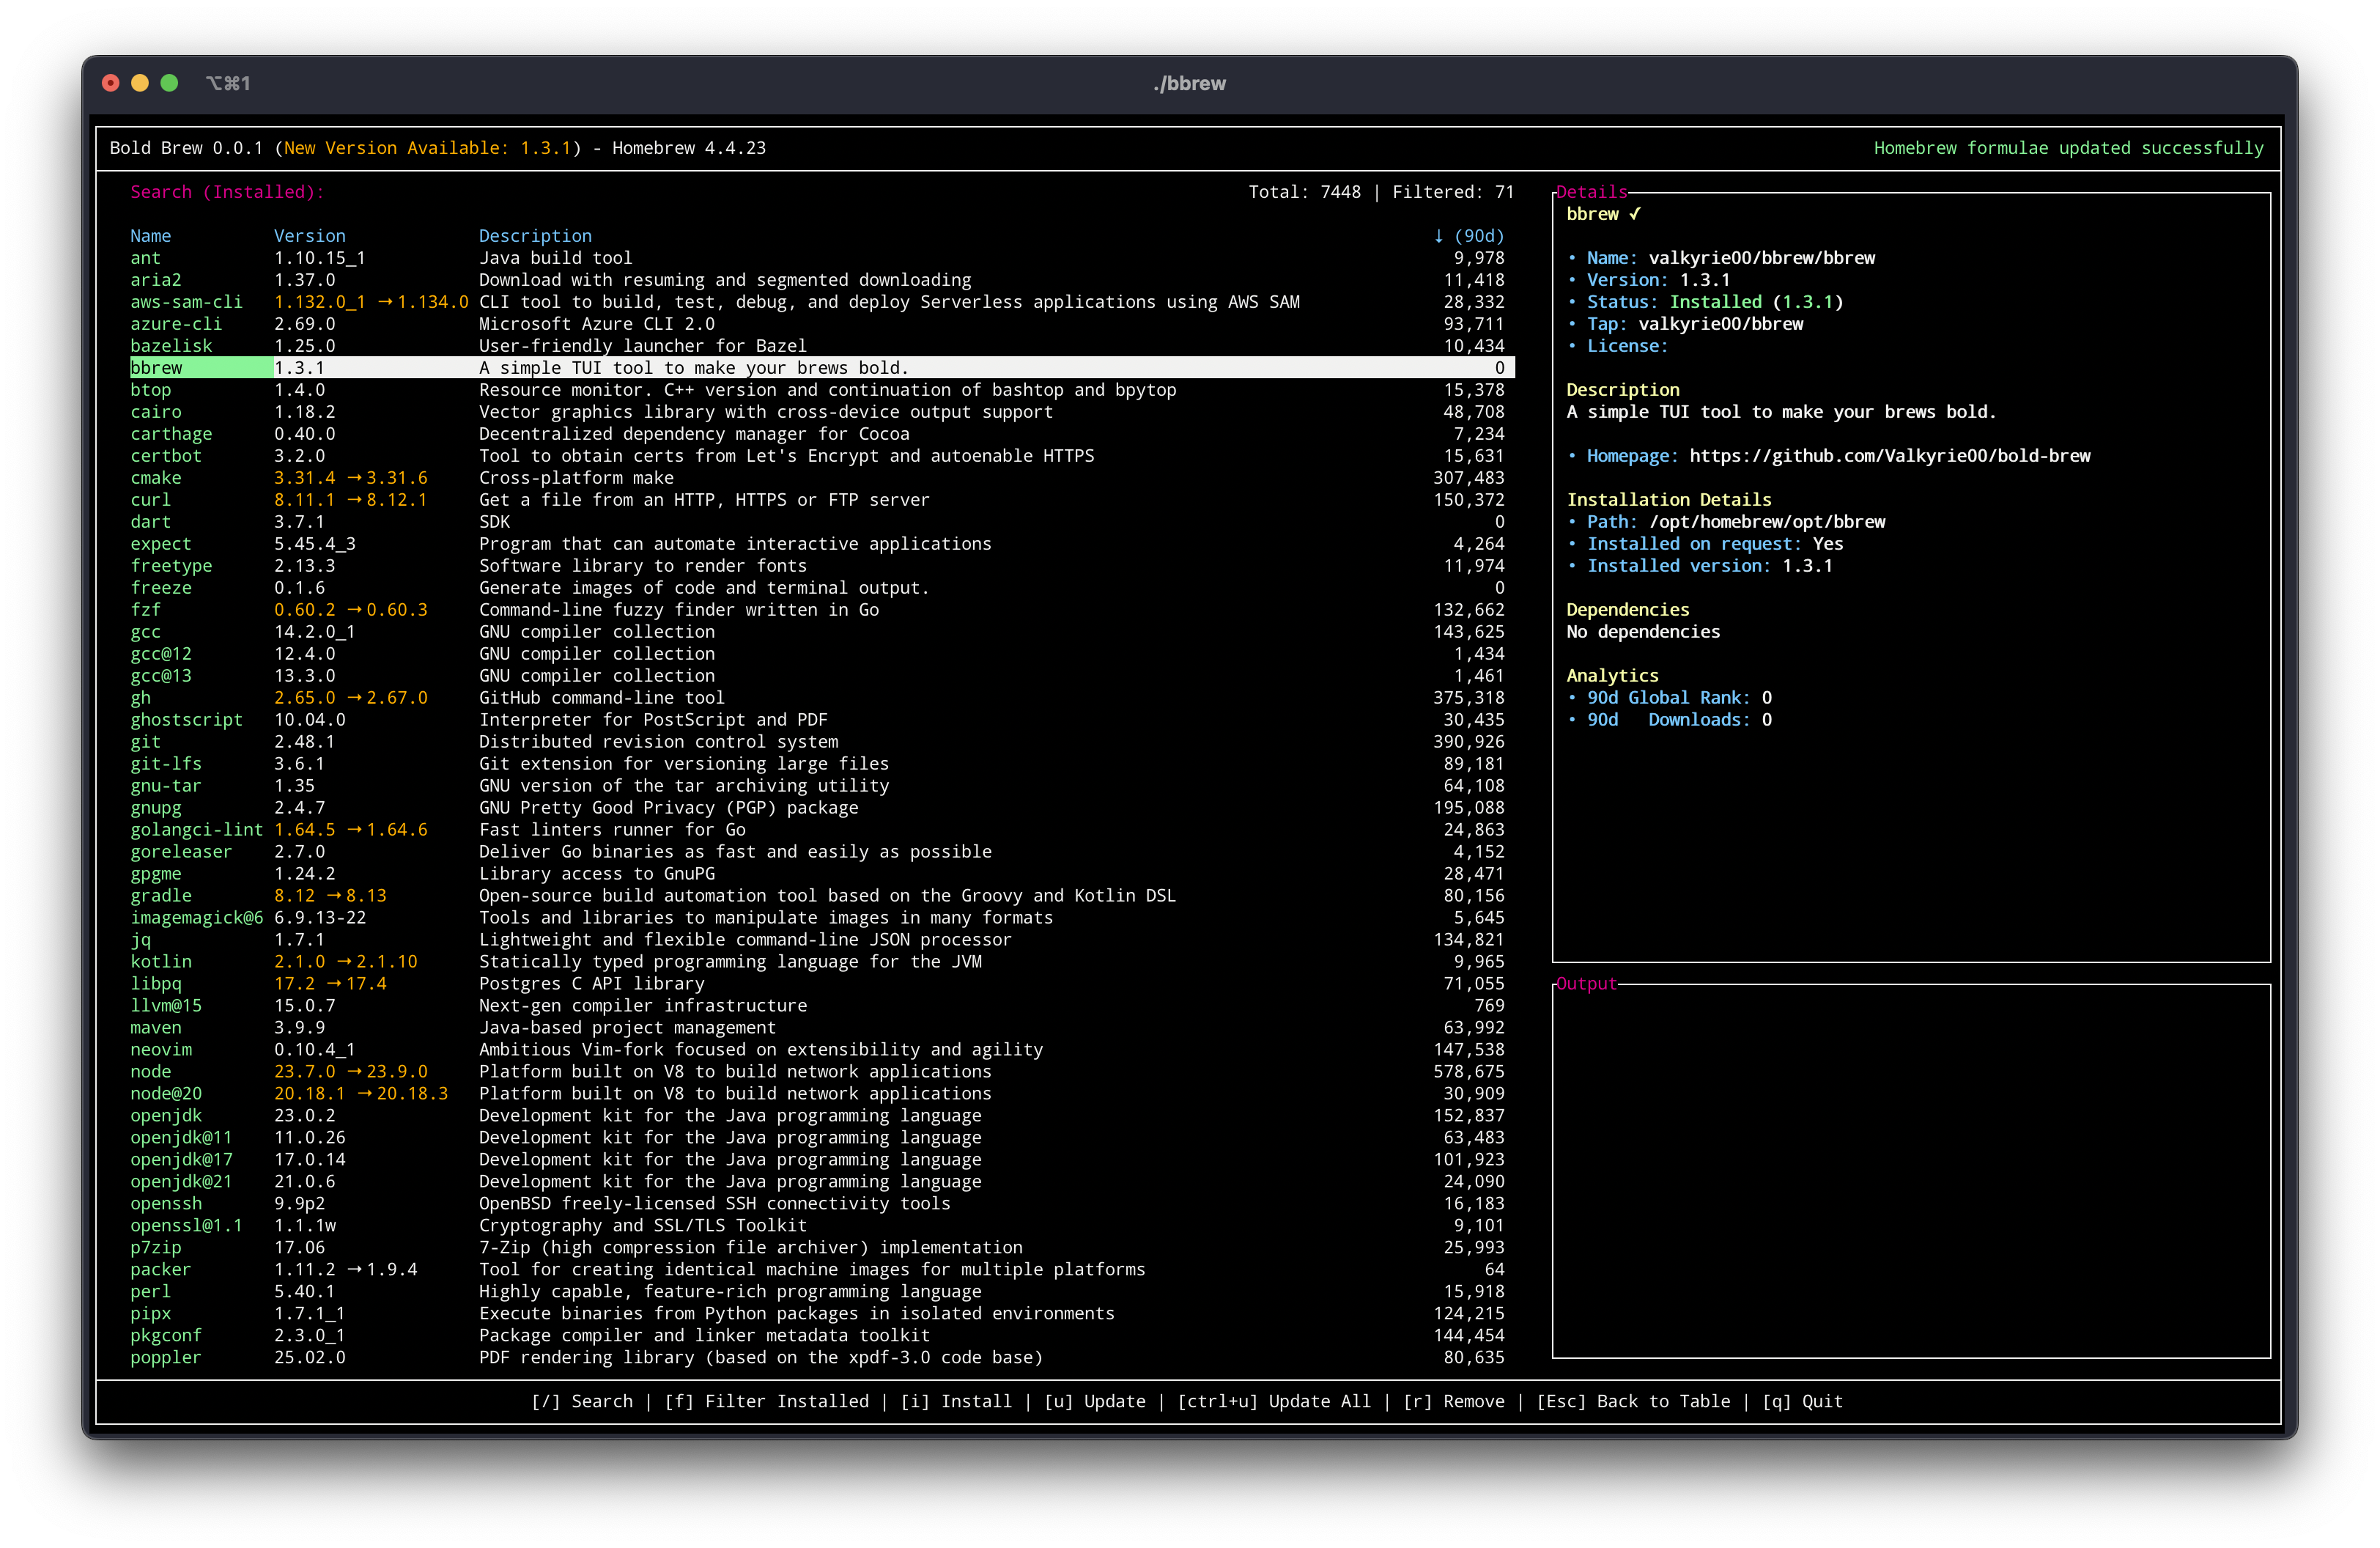 ⌥⌘1 ./bbrew
Bold Brew 0.0.1 (New Version Available: 1.3.1) - Homebrew 4.4.23 Homebrew formulae updated successfully
Search (Installed): Total: 7448 | Filtered: 71
Name Version Description ↓ (90d)
ant 1.10.15_1 Java build tool 9,978
aria2 1.37.0 Download with resuming and segmented downloading 11,418
aws-sam-cli 1.132.0_1 →1.134.0 CLI tool to build, test, debug, and deploy Serverless applications using AWS SAM 28,332
azure-cli 2.69.0 Microsoft Azure CLI 2.0 93,711
bazelisk 1.25.0 User-friendly launcher for Bazel 10,434
bbrew 1.3.1 A simple TUI tool to make your brews bold. 0
btop 1.4.0 Resource monitor. C++ version and continuation of bashtop and bpytop 15,378
cairo 1.18.2 Vector graphics library with cross-device output support 48,708
carthage 0.40.0 Decentralized dependency manager for Cocoa 7,234
certbot 3.2.0 Tool to obtain certs from Let's Encrypt and autoenable HTTPS 15,631
cmake 3.31.4 →3.31.6 Cross-platform make 307,483
curl 8.11.1 →8.12.1 Get a file from an HTTP, HTTPS or FTP server 150,372
dart 3.7.1 SDK 0
expect 5.45.4_3 Program that can automate interactive applications 4,264
freetype 2.13.3 Software library to render fonts 11,974
freeze 0.1.6 Generate images of code and terminal output. 0
fzf 0.60.2 →0.60.3 Command-line fuzzy finder written in Go 132,662
gcc 14.2.0_1 GNU compiler collection 143,625
gcc@12 12.4.0 GNU compiler collection 1,434
gcc@13 13.3.0 GNU compiler collection 1,461
gh 2.65.0 →2.67.0 GitHub command-line tool 375,318
ghostscript 10.04.0 Interpreter for PostScript and PDF 30,435
git 2.48.1 Distributed revision control system 390,926
git-lfs 3.6.1 Git extension for versioning large files 89,181
gnu-tar 1.35 GNU version of the tar archiving utility 64,108
gnupg 2.4.7 GNU Pretty Good Privacy (PGP) package 195,088
golangci-lint 1.64.5 →1.64.6 Fast linters runner for Go 24,863
goreleaser 2.7.0 Deliver Go binaries as fast and easily as possible 4,152
gpgme 1.24.2 Library access to GnuPG 28,471
gradle 8.12 →8.13 Open-source build automation tool based on the Groovy and Kotlin DSL 80,156
imagemagick@6 6.9.13-22 Tools and libraries to manipulate images in many formats 5,645
jq 1.7.1 Lightweight and flexible command-line JSON processor 134,821
kotlin 2.1.0 →2.1.10 Statically typed programming language for the JVM 9,965
libpq 17.2 →17.4 Postgres C API library 71,055
llvm@15 15.0.7 Next-gen compiler infrastructure 769
maven 3.9.9 Java-based project management 63,992
neovim 0.10.4_1 Ambitious Vim-fork focused on extensibility and agility 147,538
node 23.7.0 →23.9.0 Platform built on V8 to build network applications 578,675
node@20 20.18.1 →20.18.3 Platform built on V8 to build network applications 30,909
openjdk 23.0.2 Development kit for the Java programming language 152,837
openjdk@11 11.0.26 Development kit for the Java programming language 63,483
openjdk@17 17.0.14 Development kit for the Java programming language 101,923
openjdk@21 21.0.6 Development kit for the Java programming language 24,090
openssh 9.9p2 OpenBSD freely-licensed SSH connectivity tools 16,183
openssl@1.1 1.1.1w Cryptography and SSL/TLS Toolkit 9,101
p7zip 17.06 7-Zip (high compression file archiver) implementation 25,993
packer 1.11.2 →1.9.4 Tool for creating identical machine images for multiple platforms 64
perl 5.40.1 Highly capable, feature-rich programming language 15,918
pipx 1.7.1_1 Execute binaries from Python packages in isolated environments 124,215
pkgconf 2.3.0_1 Package compiler and linker metadata toolkit 144,454
poppler 25.02.0 PDF rendering library (based on the xpdf-3.0 code base) 80,635
Details
bbrew ✓
• Name: valkyrie00/bbrew/bbrew
• Version: 1.3.1
• Status: Installed (1.3.1)
• Tap: valkyrie00/bbrew
• License:
Description
A simple TUI tool to make your brews bold.
• Homepage: https://github.com/Valkyrie00/bold-brew
Installation Details
• Path: /opt/homebrew/opt/bbrew
• Installed on request: Yes
• Installed version: 1.3.1
Dependencies
No dependencies
Analytics
• 90d Global Rank: 0
• 90d Downloads: 0
Output
[/] Search | [f] Filter Installed | [i] Install | [u] Update | [ctrl+u] Update All | [r] Remove | [Esc] Back to Table | [q] Quit